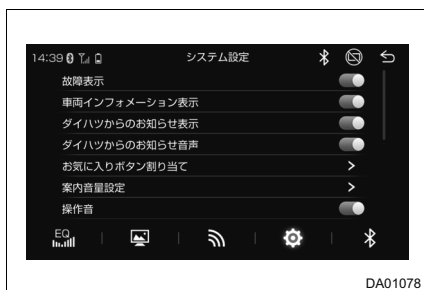 14:39 システム設定
故障表示
車両インフォメーション表示
ダイハツからのお知らせ表示
ダイハツからのお知らせ音声
お気に入りボタン割り当て
案内音量設定
操作音
EQ
DA01078